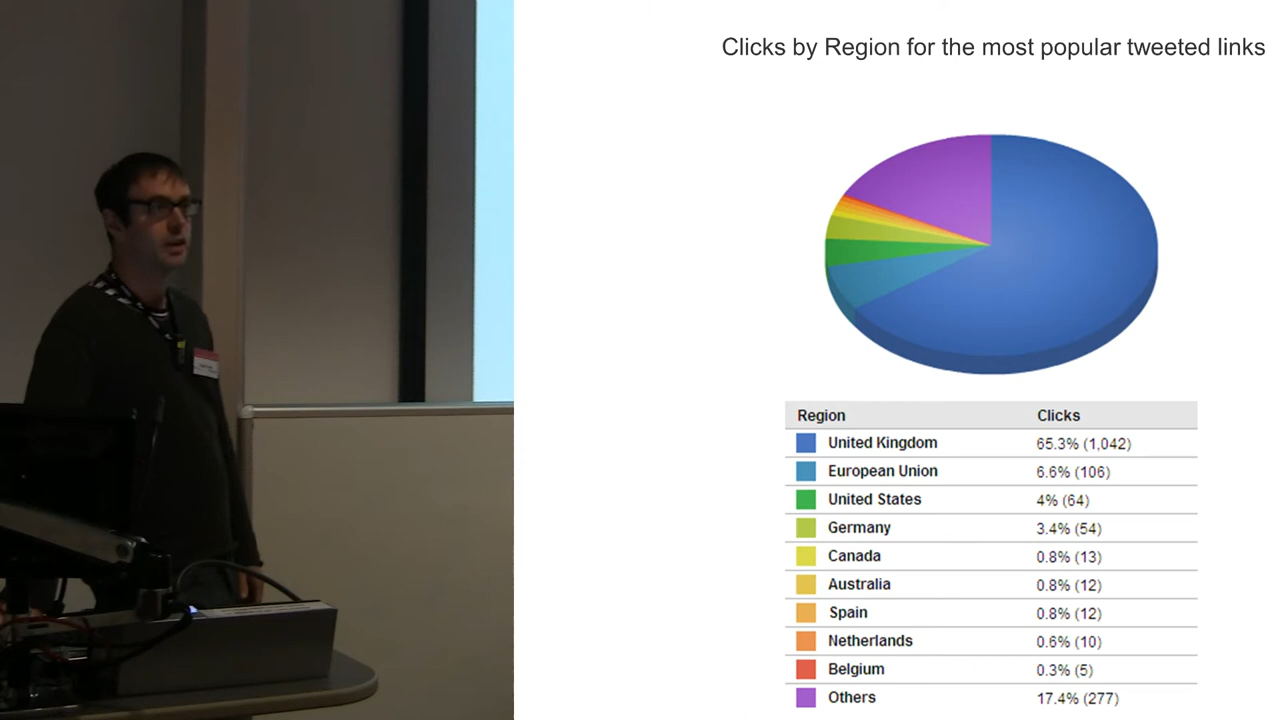 Clicks by Region for the most popular tweeted links
Region Clicks
United Kingdom 65.3% (1,042)
European Union 6.6% (106)
United States 4% (64)
Germany 3.4% (54)
Canada 0.8% (13)
Australia 0.8% (12)
Spain 0.8% (12)
Netherlands 0.6% (10)
Belgium 0.3% (5)
Others 17.4% (277)